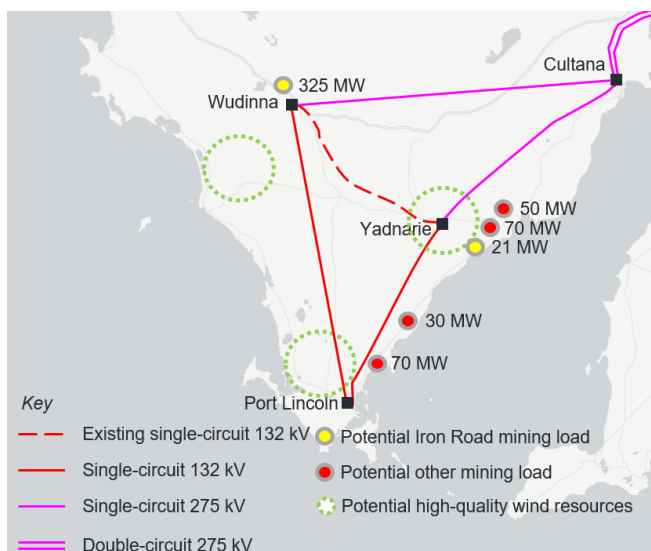 Cultana
325 MW
Wudinna
50 MW
70 MW
Yadnarie
21 MW
30 MW
70 MW
Port Lincoln
Key
Existing single-circuit 132 kV
Single-circuit 132 kV
Single-circuit 275 kV
Double-circuit 275 kV
Potential Iron Road mining load
Potential other mining load
Potential high-quality wind resources